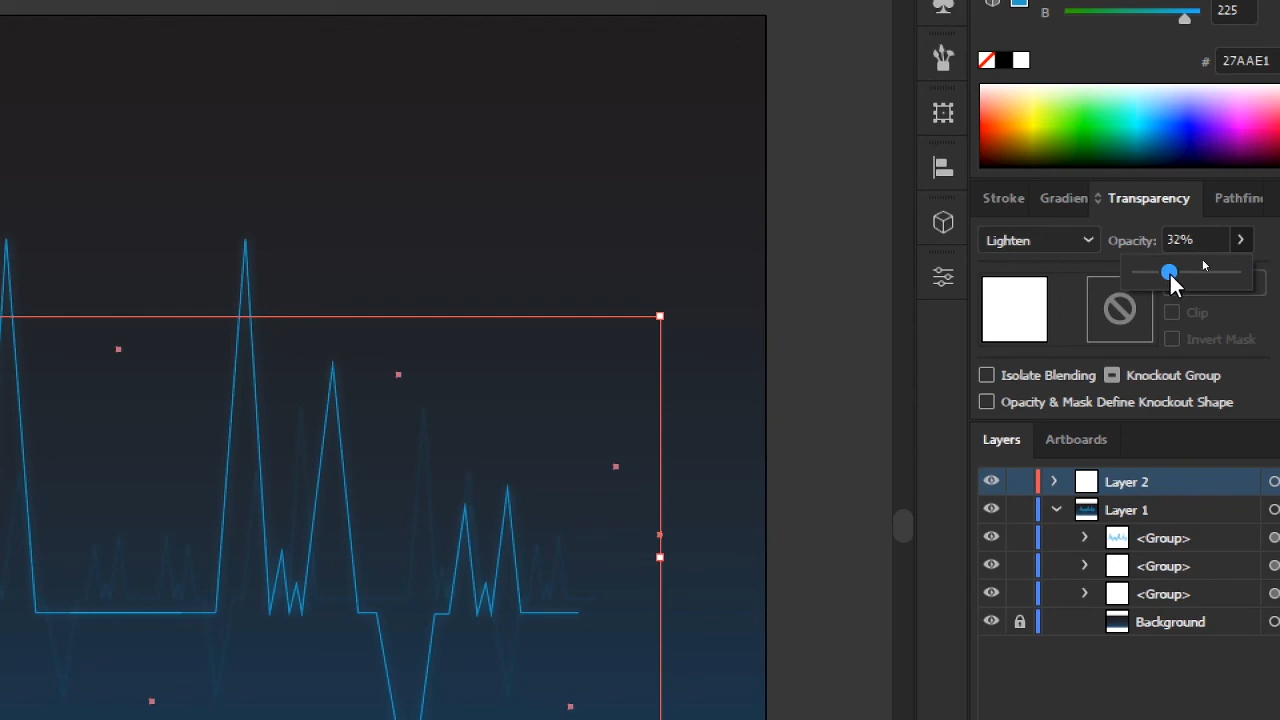 B 225
# 27AAE1
Stroke Gradien Transparency Pathfin
Lighten Opacity: 32%
Clip
Invert Mask
Isolate Blending Knockout Group
Opacity & Mask Define Knockout Shape
Layers Artboards
Layer 2
Layer 1
<Group>
<Group>
<Group>
Background